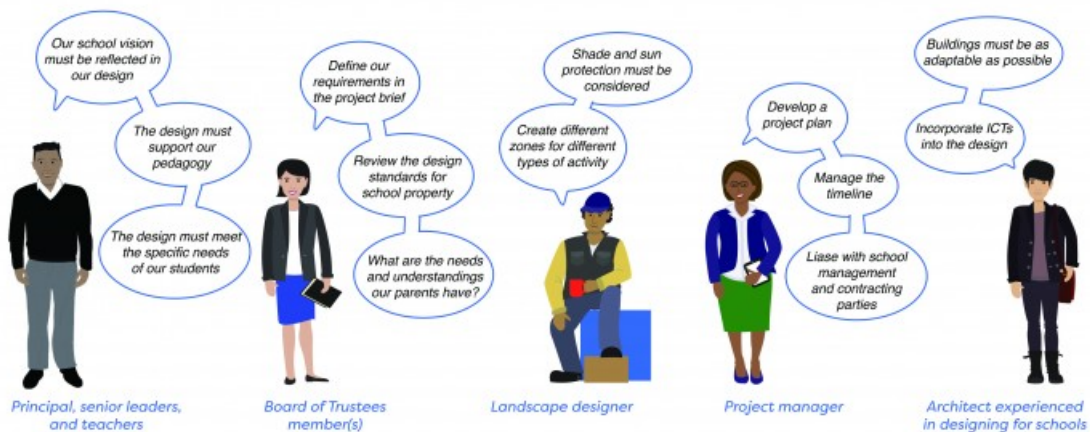 Our school vision
must be reflected in
our design
The design must
support our
pedagogy
The design must meet
the specific needs
of our students
Principal, senior leaders,
and teachers
Define our
requirements in
the project brief
Review the design
standards for
school property
What are the needs
and understandings
our parents have?
Board of Trustees
member(s)
Shade and sun
protection must be
considered
Create different
zones for different
types of activity
Landscape designer
Develop a
project plan
Manage the
timeline
Liase with school
management
and contracting
parties
Project manager
Buildings must be as
adaptable as possible
Incorporate ICTs
into the design
Architect experienced
in designing for schools